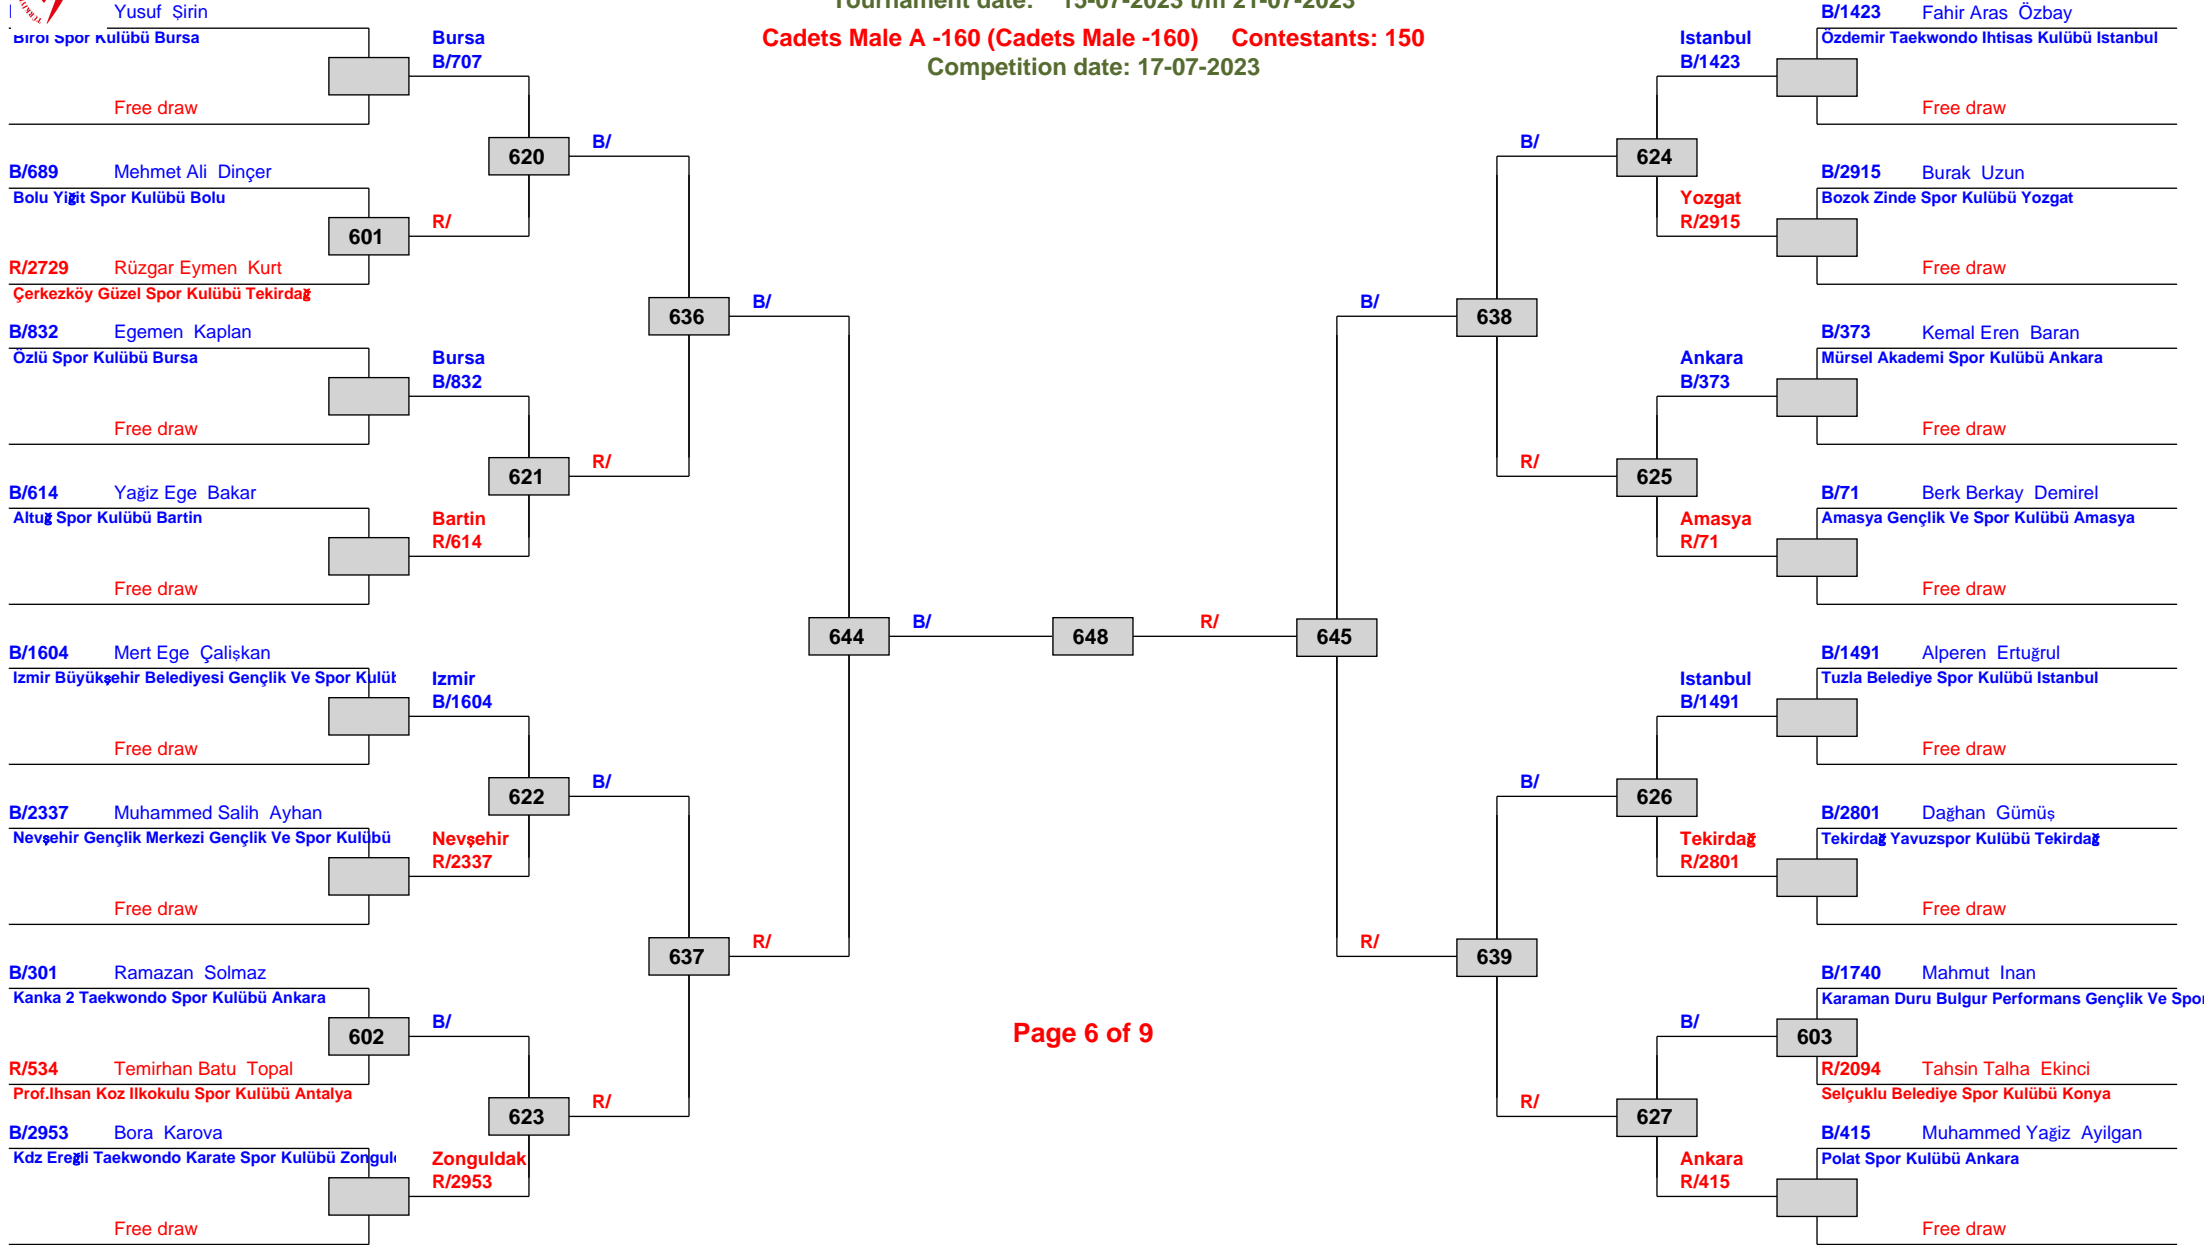 Tournament date: 15-07-2023 t/m 21-07-2023
Cadets Male A -160 (Cadets Male -160) Contestants: 150
Competition date: 17-07-2023
Yusuf Şirin
Birol Spor Kulübü Bursa
Free draw
Bursa
B/707
B/689 Mehmet Ali Dinçer
Bolu Yiğit Spor Kulübü Bolu
601
R/2729 Rüzgar Eymen Kurt
Çerkezköy Güzel Spor Kulübü Tekirdağ
R/
620
B/
B/832 Egemen Kaplan
Özlü Spor Kulübü Bursa
Free draw
Bursa
B/832
B/614 Yağiz Ege Bakar
Altuğ Spor Kulübü Bartin
Free draw
Bartin
R/614
621
R/
636
B/
B/1604 Mert Ege Çalişkan
Izmir Büyükşehir Belediyesi Gençlik Ve Spor
Free draw
Izmir
B/1604
B/2337 Muhammed Salih Ayhan
Nevşehir Gençlik Merkezi Gençlik Ve Spor Kulübü
Free draw
Nevşehir
R/2337
622
B/
B/301 Ramazan Solmaz
Kanka 2 Taekwondo Spor Kulübü Ankara
602
R/534 Temirhan Batu Topal
Prof.Ihsan Koz Ilkokulu Spor Kulübü Antalya
B/
B/2953 Bora Karova
Kdz Ereğli Taekwondo Karate Spor Kulübü
Free draw
Zonguldak
R/2953
623
R/
637
R/
644
B/
648
R/
645
B/1423 Fahir Aras Özbay
Özdemir Taekwondo Ihtisas Kulübü Istanbul
Free draw
Istanbul
B/1423
B/2915 Burak Uzun
Bozok Zinde Spor Kulübü Yozgat
Free draw
Yozgat
R/2915
624
B/
B/373 Kemal Eren Baran
Mürsel Akademi Spor Kulübü Ankara
Free draw
Ankara
B/373
B/71 Berk Berkay Demirel
Amasya Gençlik Ve Spor Kulübü Amasya
Free draw
Amasya
R/71
625
R/
638
B/
B/1491 Alperen Ertuğrul
Tuzla Belediye Spor Kulübü Istanbul
Free draw
Istanbul
B/1491
B/2801 Dağhan Gümüş
Tekirdağ Yavuzspor Kulübü Tekirdağ
Free draw
Tekirdağ
R/2801
626
B/
B/1740 Mahmut Inan
Karaman Duru Bulgur Performans Gençlik Ve Spor
603
R/2094 Tahsin Talha Ekinci
Selçuklu Belediye Spor Kulübü Konya
B/
B/415 Muhammed Yağiz Ayilgan
Polat Spor Kulübü Ankara
Free draw
Ankara
R/415
627
R/
639
R/
Page 6 of 9